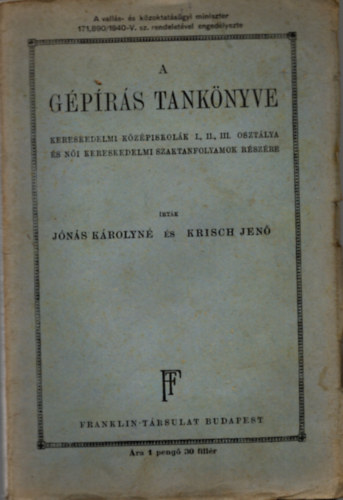 A vallás- és közoktatásügyi miniszter
171,890/1940-V. sz. rendeletével engedélyezte
A
GÉPÍRÁS TANKÖNYVE
KERESKEDELMI KÖZÉPISKOLÁK I., II., III. OSZTÁLYA
ÉS NŐI KERESKEDELMI SZAKTANFOLYAMOK RÉSZÉRE
ÍRTÁK
JÓNÁS KÁROLYNÉ ÉS KRISCH JENŐ
FT
FRANKLIN-TÁRSULAT BUDAPEST
Ára 1 pengő 30 fillér